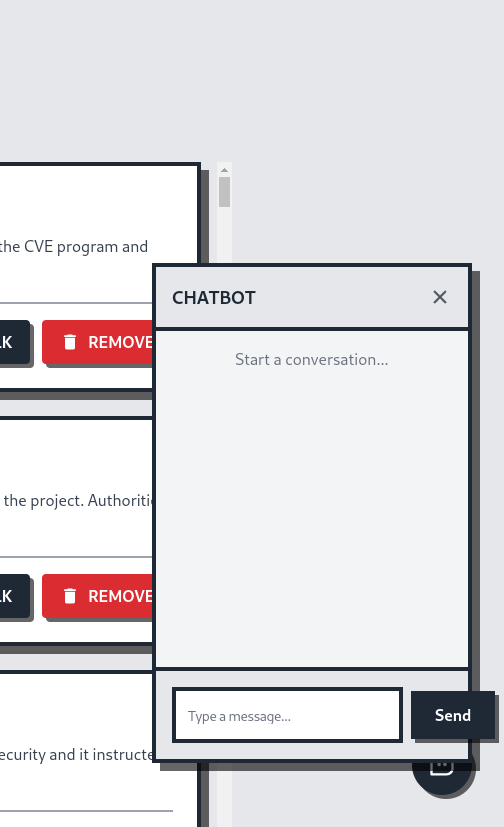 the CVE program and
REMOVE
CHATBOT
Start a conversation...
the project. Authoriti
REMOVE
ecurity and it instructe
Type a message...
Send